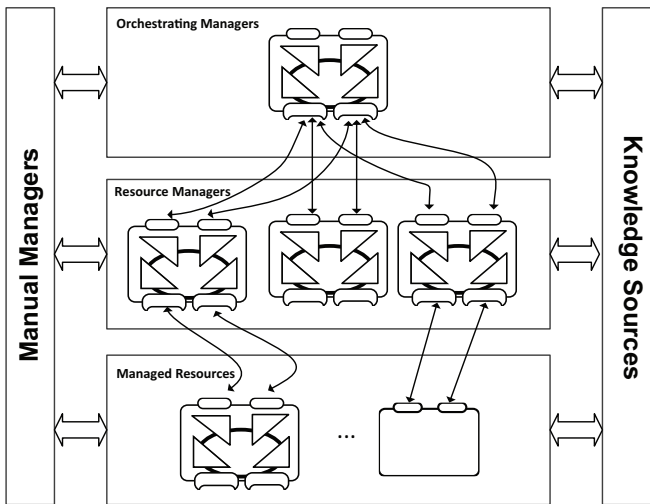 Orchestrating Managers
Manual Managers
Knowledge Sources
Resource Managers
Managed Resources
...